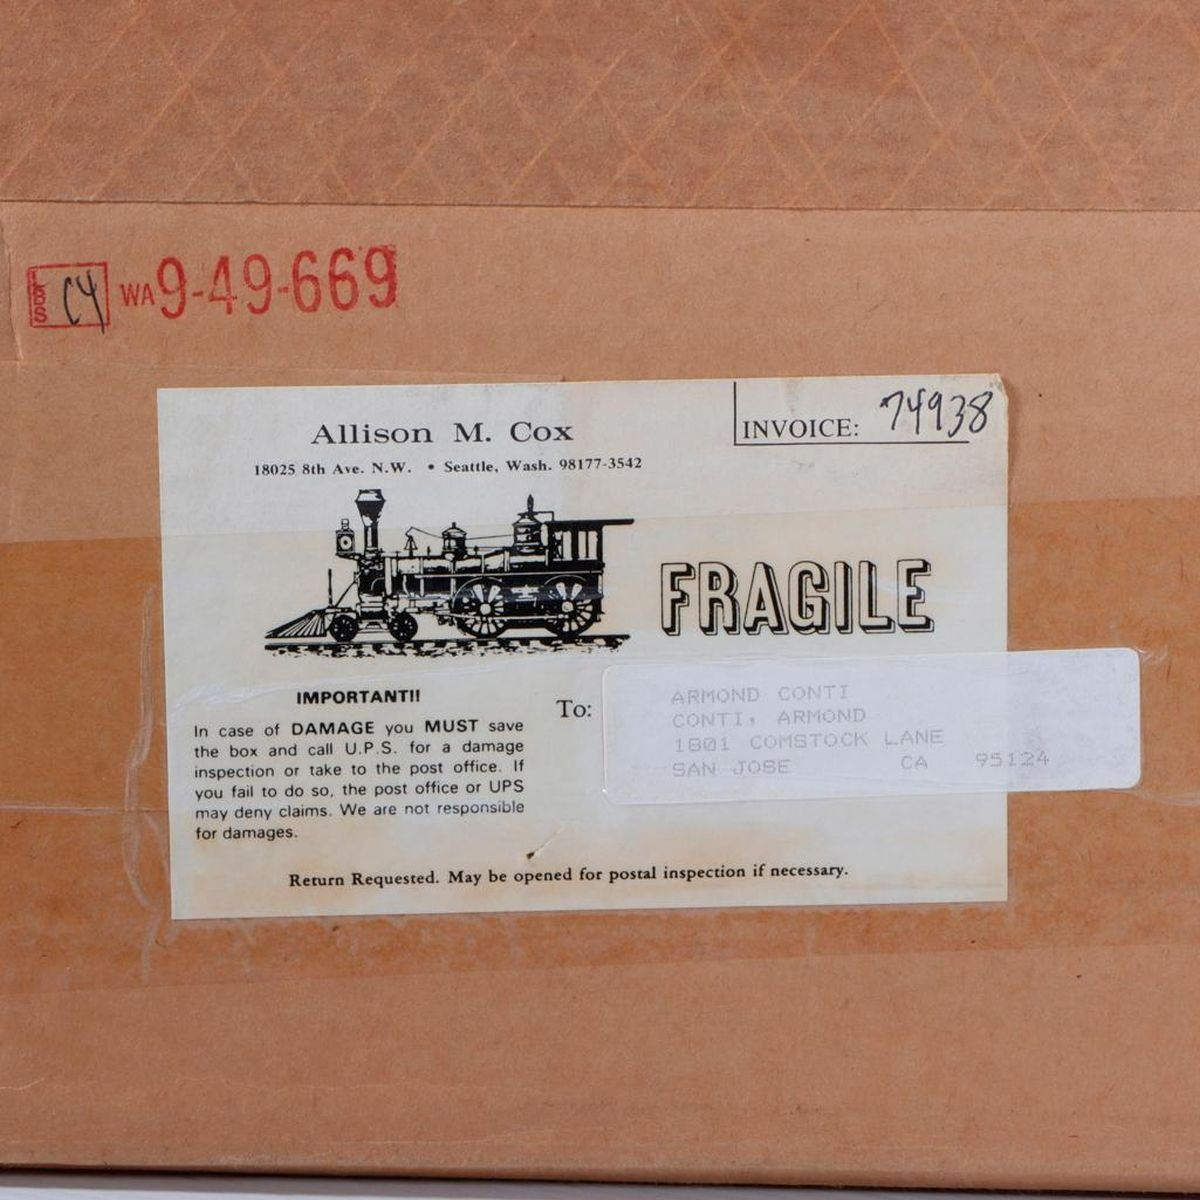 LBS C4 WA 9-49-669
Allison M. Cox
INVOICE: 74938
18025 8th Ave. N.W. • Seattle, Wash. 98177-3542
FRAGILE
IMPORTANT!!
In case of DAMAGE you MUST save
the box and call U.P.S. for a damage
inspection or take to the post office. If
you fail to do so, the post office or UPS
may deny claims. We are not responsible
for damages.
To:
ARMOND CONTI
CONTI, ARMOND
1801 COMSTOCK LANE
SAN JOSE CA 95124
Return Requested. May be opened for postal inspection if necessary.